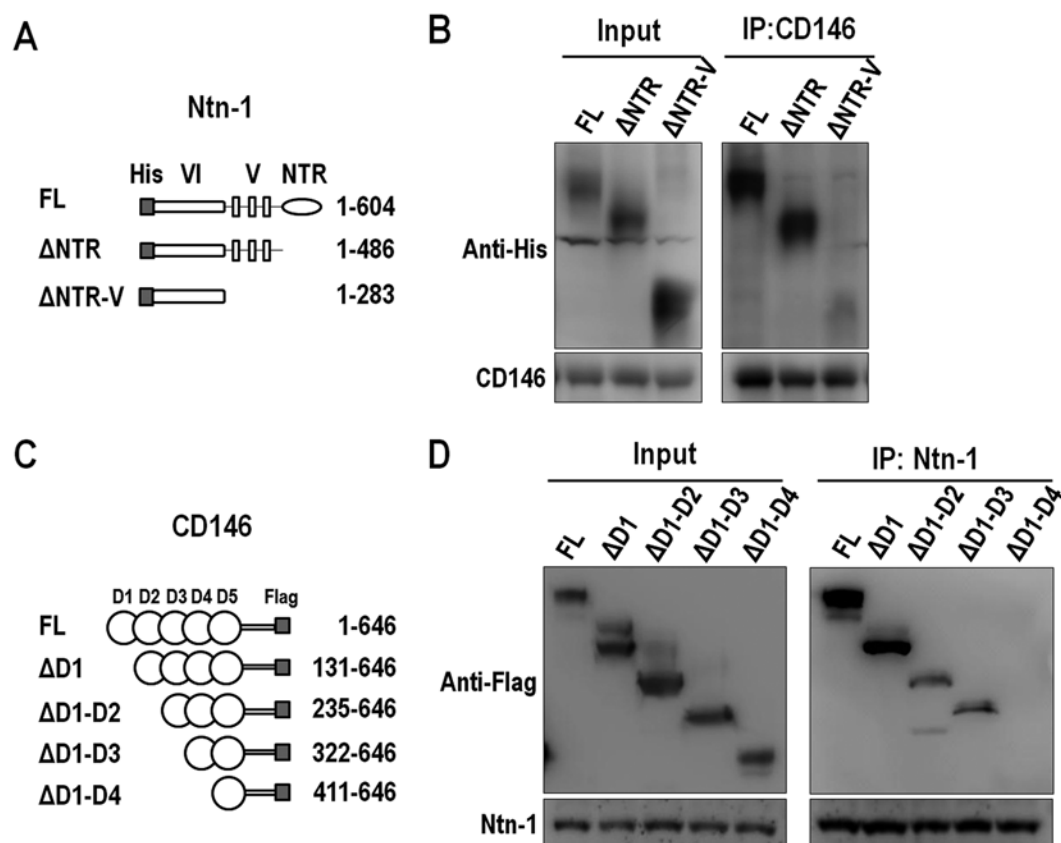 A
Ntn-1
His VI V NTR
FL 1-604
ΔNTR 1-486
ΔNTR-V 1-283
B
Input IP:CD146
FL ΔNTR ΔNTR-V FL ΔNTR ΔNTR-V
Anti-His
CD146
C
CD146
D1 D2 D3 D4 D5 Flag
FL 1-646
ΔD1 131-646
ΔD1-D2 235-646
ΔD1-D3 322-646
ΔD1-D4 411-646
D
Input IP: Ntn-1
FL ΔD1 ΔD1-D2 ΔD1-D3 ΔD1-D4 FL ΔD1 ΔD1-D2 ΔD1-D3 ΔD1-D4
Anti-Flag
Ntn-1